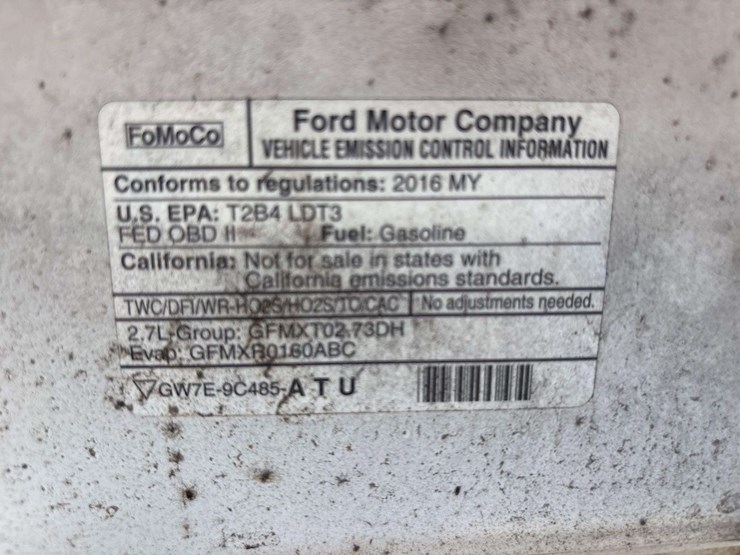 FoMoCo
Ford Motor Company
VEHICLE EMISSION CONTROL INFORMATION
Conforms to regulations: 2016 MY
U.S. EPA: T2B4 LDT3
FED OBD II Fuel: Gasoline
California: Not for sale in states with
California emissions standards.
TWC/DFI/WR-HO2S/HO2S/TC/CAC No adjustments needed.
2.7L-Group: GFMXT02.73DH
Evap: GFMXR0160ABC
GW7E-9C485-A T U